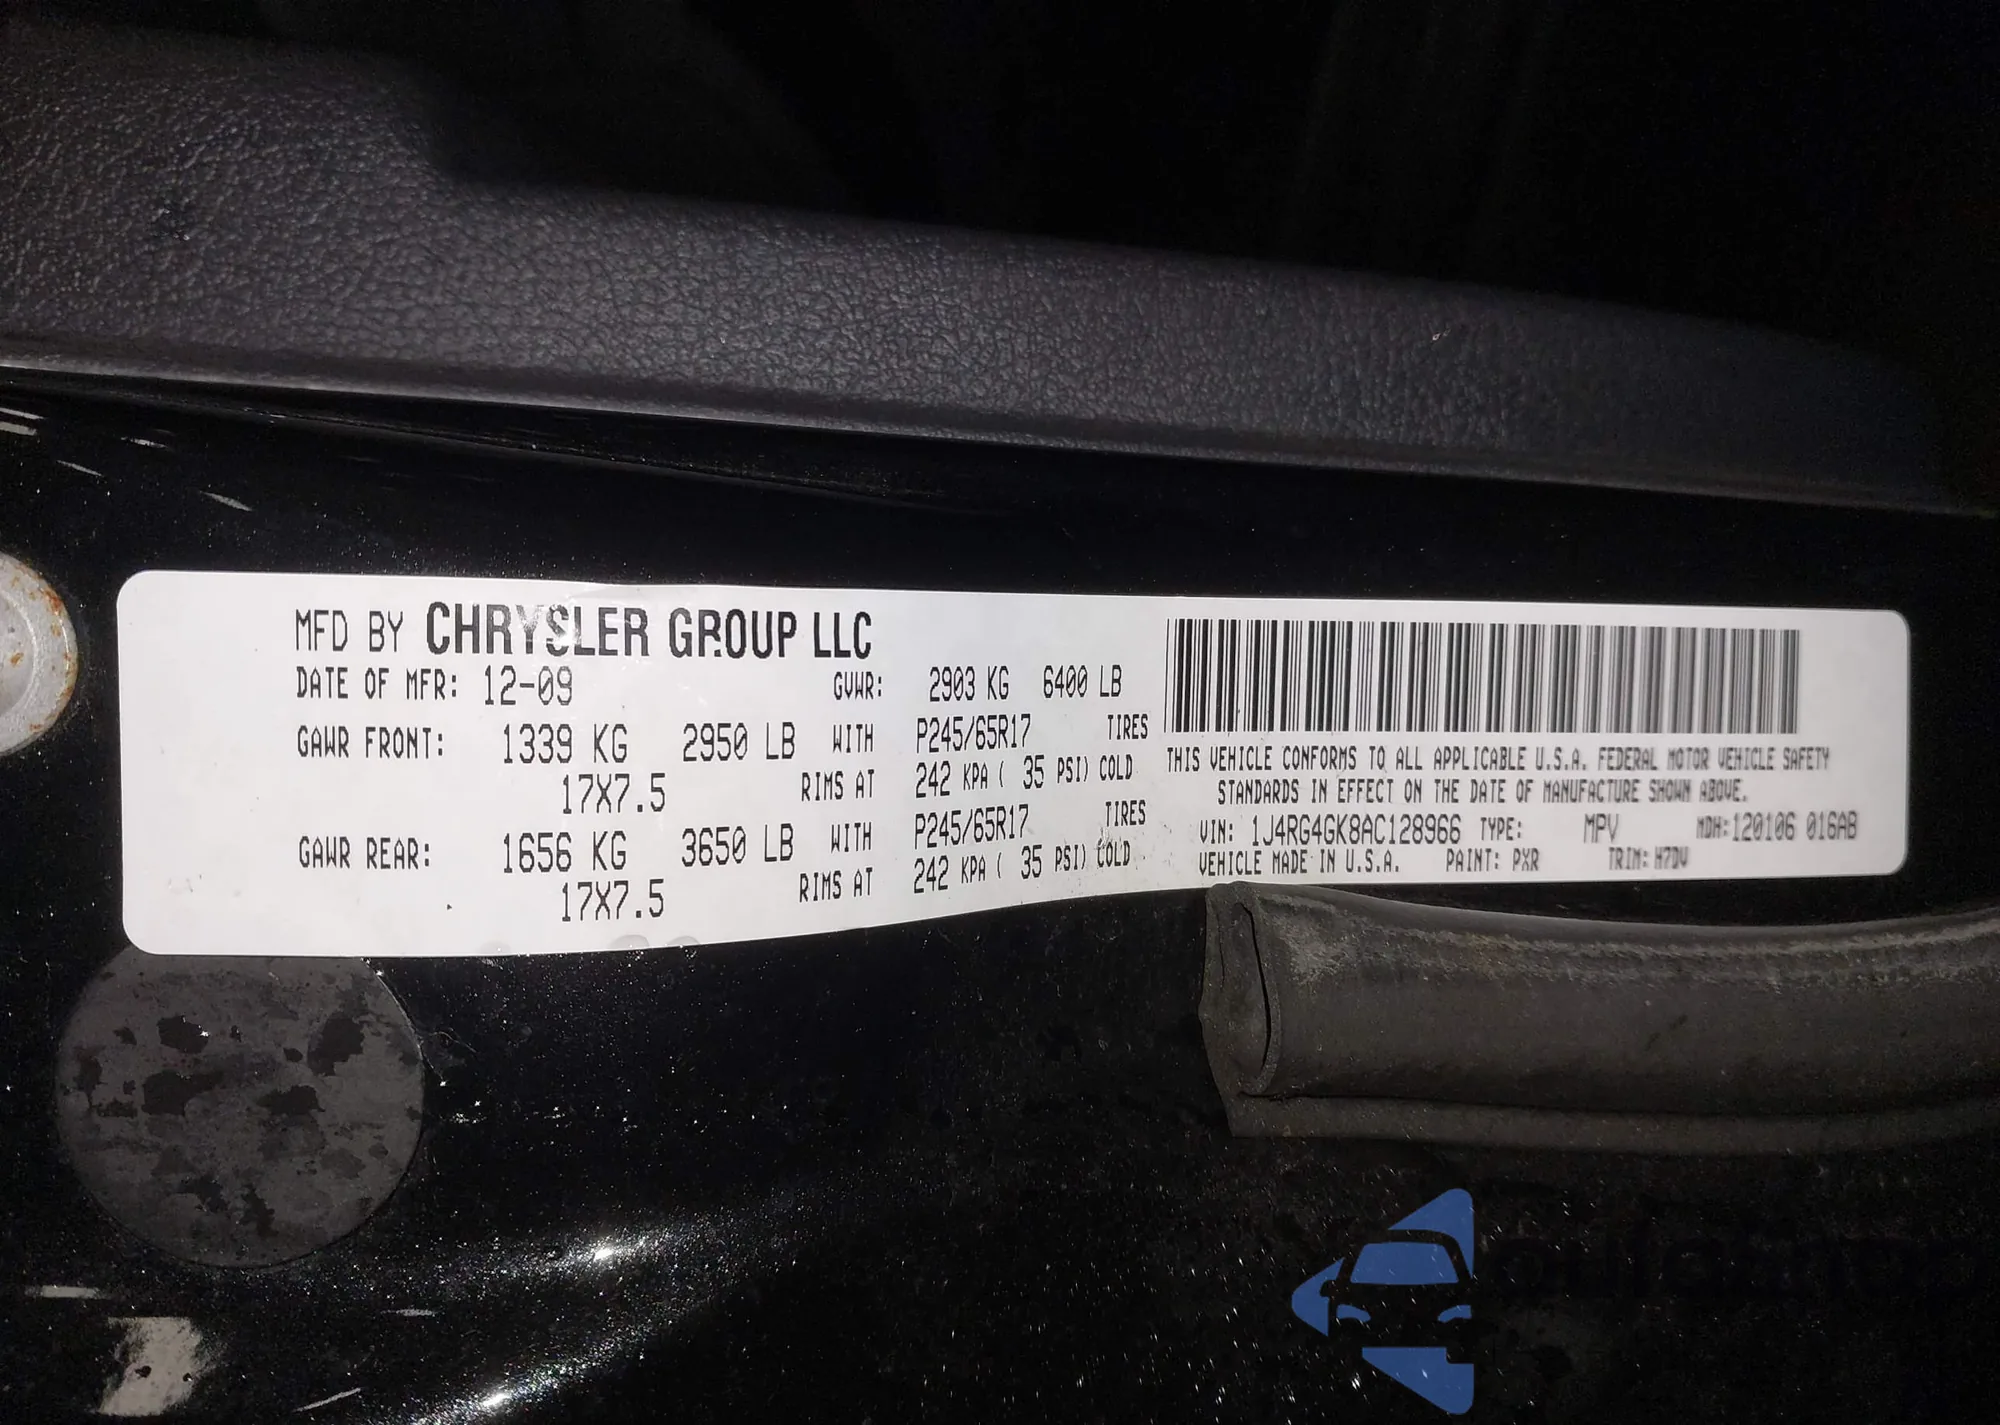 MFD BY CHRYSLER GROUP LLC
DATE OF MFR: 12-09 GVWR: 2903 KG 6400 LB
GAWR FRONT: 1339 KG 2950 LB WITH P245/65R17 TIRES
17X7.5 RIMS AT 242 KPA ( 35 PSI) COLD
GAWR REAR: 1656 KG 3650 LB WITH P245/65R17 TIRES
17X7.5 RIMS AT 242 KPA ( 35 PSI) COLD
THIS VEHICLE CONFORMS TO ALL APPLICABLE U.S.A. FEDERAL MOTOR VEHICLE SAFETY
STANDARDS IN EFFECT ON THE DATE OF MANUFACTURE SHOWN ABOVE.
VIN: 1J4RG4GK8AC128966 TYPE: MPV MDH:120106 016AB
VEHICLE MADE IN U.S.A. PAINT: PXR TRIM: H7DV